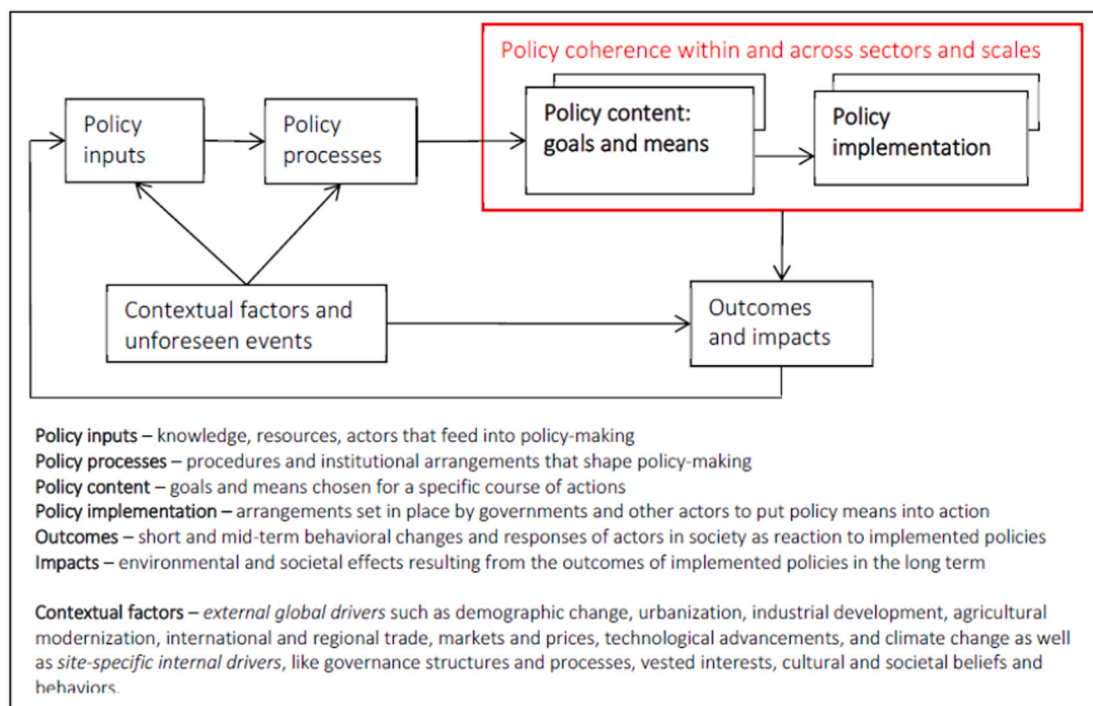 Policy coherence within and across sectors and scales
Policy
inputs
Policy
processes
Policy content:
goals and means
Policy
implementation
Contextual factors and
unforeseen events
Outcomes
and impacts
Policy inputs – knowledge, resources, actors that feed into policy-making
Policy processes – procedures and institutional arrangements that shape policy-making
Policy content – goals and means chosen for a specific course of actions
Policy implementation – arrangements set in place by governments and other actors to put policy means into action
Outcomes – short and mid-term behavioral changes and responses of actors in society as reaction to implemented policies
Impacts – environmental and societal effects resulting from the outcomes of implemented policies in the long term
Contextual factors – external global drivers such as demographic change, urbanization, industrial development, agricultural
modernization, international and regional trade, markets and prices, technological advancements, and climate change as well
as site-specific internal drivers, like governance structures and processes, vested interests, cultural and societal beliefs and
behaviors.